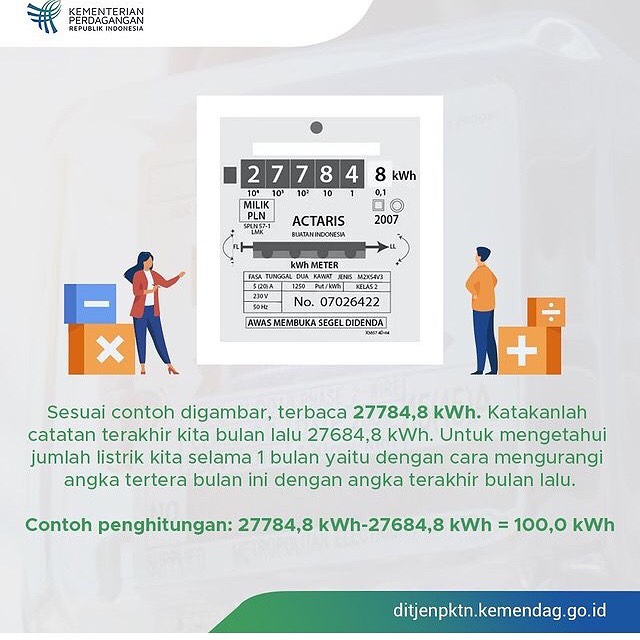 KEMENTERIAN
PERDAGANGAN
REPUBLIK INDONESIA
2 7 7 8 4 8 kWh
10⁴ 10³ 10² 10 1 0,1
MILIK
PLN
SPLN 57-1
LMK
ACTARIS
BUATAN INDONESIA
2007
FL LL
kWh METER
FASA TUNGGAL DUA KAWAT JENIS M2XS4V3
5 (20) A 1250 Put / kWh KELAS 2
230 V
50 Hz
No. 07026422
AWAS MEMBUKA SEGEL DIDENDA
− × + ÷
Sesuai contoh digambar, terbaca 27784,8 kWh. Katakanlah
catatan terakhir kita bulan lalu 27684,8 kWh. Untuk mengetahui
jumlah listrik kita selama 1 bulan yaitu dengan cara mengurangi
angka tertera bulan ini dengan angka terakhir bulan lalu.
Contoh penghitungan: 27784,8 kWh-27684,8 kWh = 100,0 kWh
ditjenpktn.kemendag.go.id